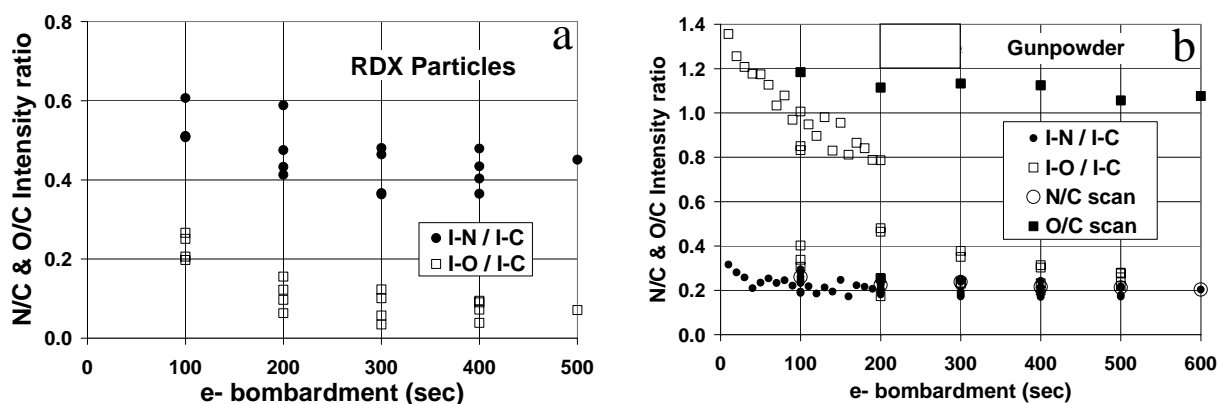 a
RDX Particles
N/C & O/C Intensity ratio
0.8
0.6
0.4
0.2
0.0
I-N / I-C
I-O / I-C
0 100 200 300 400 500
e- bombardment (sec)
b
Gunpowder
N/C & O/C Intensity ratio
1.4
1.2
1.0
0.8
0.6
0.4
0.2
0.0
I-N / I-C
I-O / I-C
N/C scan
O/C scan
0 100 200 300 400 500 600
e- bombardment (sec)